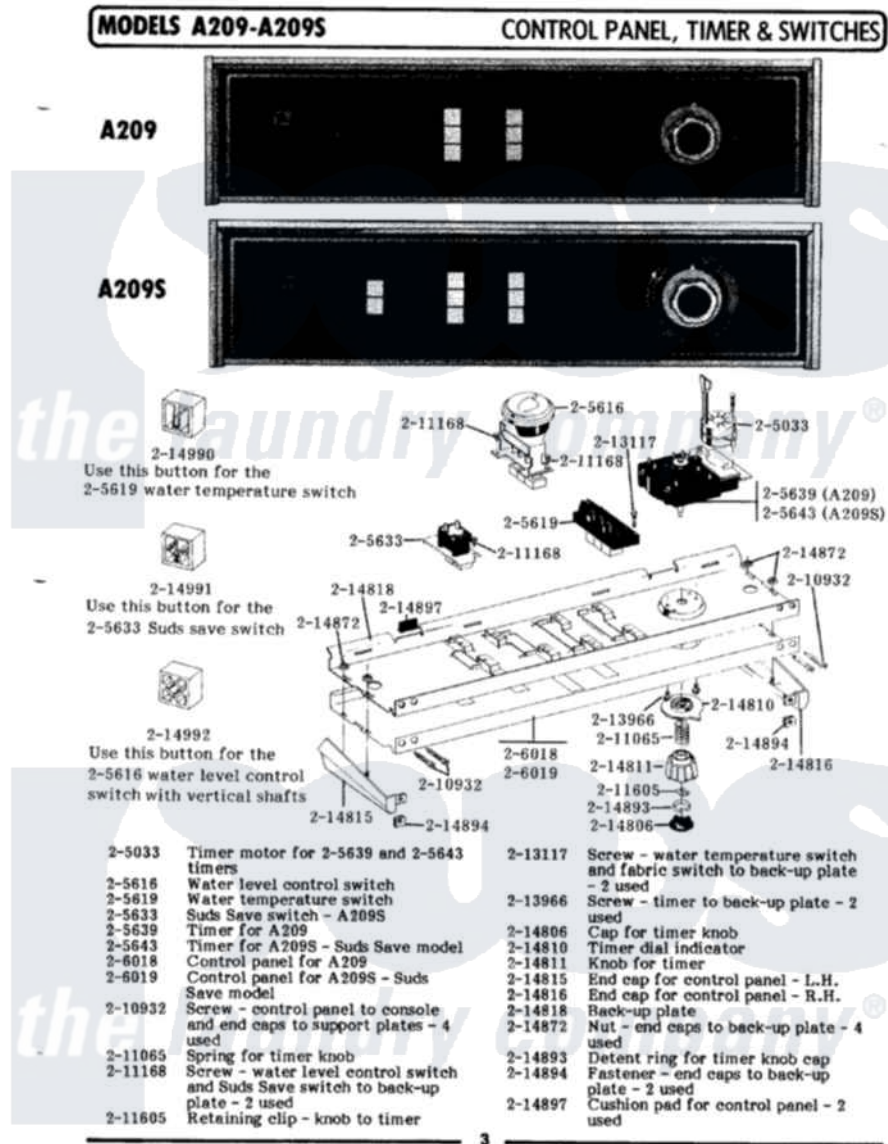 MODELS A209-A209S CONTROL PANEL, TIMER & SWITCHES
A209
A209S
2-14990
Use this button for the
2-5619 water temperature switch
2-14991
Use this button for the
2-5633 Suds save switch
2-14992
Use this button for the
2-5616 water level control
switch with vertical shafts
2-5616
2-11168
2-11168
2-13117
2-5033
2-5639 (A209)
2-5643 (A209S)
2-5619
2-5633
2-11168
2-14872
2-10932
2-14818
2-14897
2-14872
2-14810
2-13966
2-11065
2-14894
2-14816
2-6018
2-6019
2-14811
2-10932
2-11605
2-14893
2-14806
2-14815
2-14894
2-5033 Timer motor for 2-5639 and 2-5643
timers
2-5616 Water level control switch
2-5619 Water temperature switch
2-5633 Suds Save switch - A209S
2-5639 Timer for A209
2-5643 Timer for A209S - Suds Save model
2-6018 Control panel for A209
2-6019 Control panel for A209S - Suds
Save model
2-10932 Screw - control panel to console
and end caps to support plates - 4
used
2-11065 Spring for timer knob
2-11168 Screw - water level control switch
and Suds Save switch to back-up
plate - 2 used
2-11605 Retaining clip - knob to timer
2-13117 Screw - water temperature switch
and fabric switch to back-up plate
- 2 used
2-13966 Screw - timer to back-up plate - 2
used
2-14806 Cap for timer knob
2-14810 Timer dial indicator
2-14811 Knob for timer
2-14815 End cap for control panel - L.H.
2-14816 End cap for control panel - R.H.
2-14818 Back-up plate
2-14872 Nut - end caps to back-up plate - 4
used
2-14893 Detent ring for timer knob cap
2-14894 Fastener - end caps to back-up
plate - 2 used
2-14897 Cushion pad for control panel - 2
used
3
the laundry company®
the laundry company®